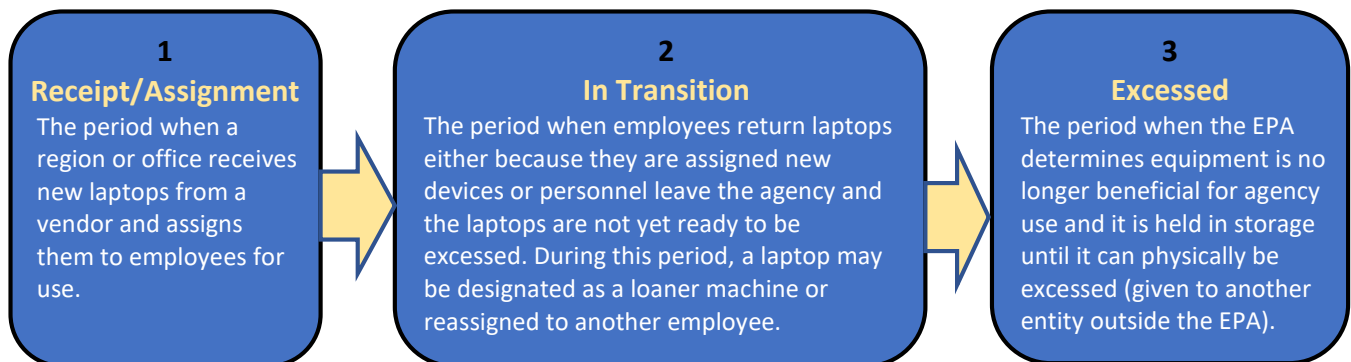 1
Receipt/Assignment
The period when a
region or office receives
new laptops from a
vendor and assigns
them to employees for
use.
2
In Transition
The period when employees return laptops
either because they are assigned new
devices or personnel leave the agency and
the laptops are not yet ready to be
excessed. During this period, a laptop may
be designated as a loaner machine or
reassigned to another employee.
3
Excessed
The period when the EPA
determines equipment is no
longer beneficial for agency
use and it is held in storage
until it can physically be
excessed (given to another
entity outside the EPA).